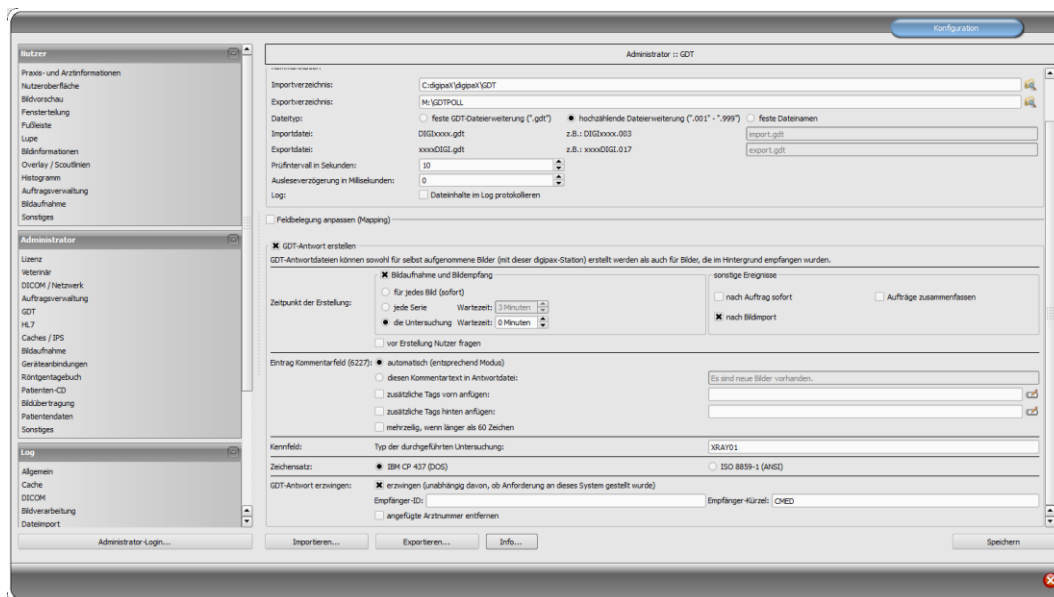 Konfiguration
Nutzer
Praxis- und Arztinformationen
Nutzeroberfläche
Bildvorschau
Fensterteilung
Fußleiste
Lupe
Bildinformationen
Overlay / Scoutlinien
Histogramm
Auftragsverwaltung
Bildaufnahme
Sonstiges
Administrator
Lizenz
Veterinär
DICOM / Netzwerk
Auftragsverwaltung
GDT
HL7
Caches / IPS
Bildaufnahme
Geräteanbindungen
Röntgentagebuch
Patienten-CD
Bildübertragung
Patientendaten
Sonstiges
Log
Allgemein
Cache
DICOM
Bildverarbeitung
Dateiimport
Administrator-Login...
Administrator :: GDT
Importverzeichnis: C:digipaX\digipaX\GDT
Exportverzeichnis: M:\GDTPOLL
Dateityp: feste GDT-Dateierweiterung (".gdt") hochzählende Dateierweiterung (".001" - ".999") feste Dateinamen
Importdatei: DIGIxxxx.gdt z.B.: DIGIxxxx.003 import.gdt
Exportdatei: xxxxDIGI.gdt z.B.: xxxxDIGI.017 export.gdt
Prüfintervall in Sekunden: 10
Ausleseverzögerung in Millisekunden: 0
Log: Dateiinhalte im Log protokollieren
Feldbelegung anpassen (Mapping)
GDT-Antwort erstellen
GDT-Antwortdateien können sowohl für selbst aufgenommene Bilder (mit dieser digipax-Station) erstellt werden als auch für Bilder, die im Hintergrund empfangen wurden.
Bildaufnahme und Bildempfang sonstige Ereignisse
für jedes Bild (sofort) nach Auftrag sofort Aufträge zusammenfassen
Zeitpunkt der Erstellung: jede Serie Wartezeit: 3 Minuten
die Untersuchung Wartezeit: 0 Minuten nach Bildimport
vor Erstellung Nutzer fragen
Eintrag Kommentarfeld (6227): automatisch (entsprechend Modus)
diesen Kommentartext in Antwortdatei: Es sind neue Bilder vorhanden.
zusätzliche Tags vorn anfügen:
zusätzliche Tags hinten anfügen:
mehrzeilig, wenn länger als 60 Zeichen
Kennfeld: Typ der durchgeführten Untersuchung: XRAY01
Zeichensatz: IBM CP 437 (DOS) ISO 8859-1 (ANSI)
GDT-Antwort erzwingen: erzwingen (unabhängig davon, ob Anforderung an dieses System gestellt wurde)
Empfänger-ID: Empfänger-Kürzel: CMED
angefügte Arztnummer entfernen
Importieren... Exportieren... Info... Speichern